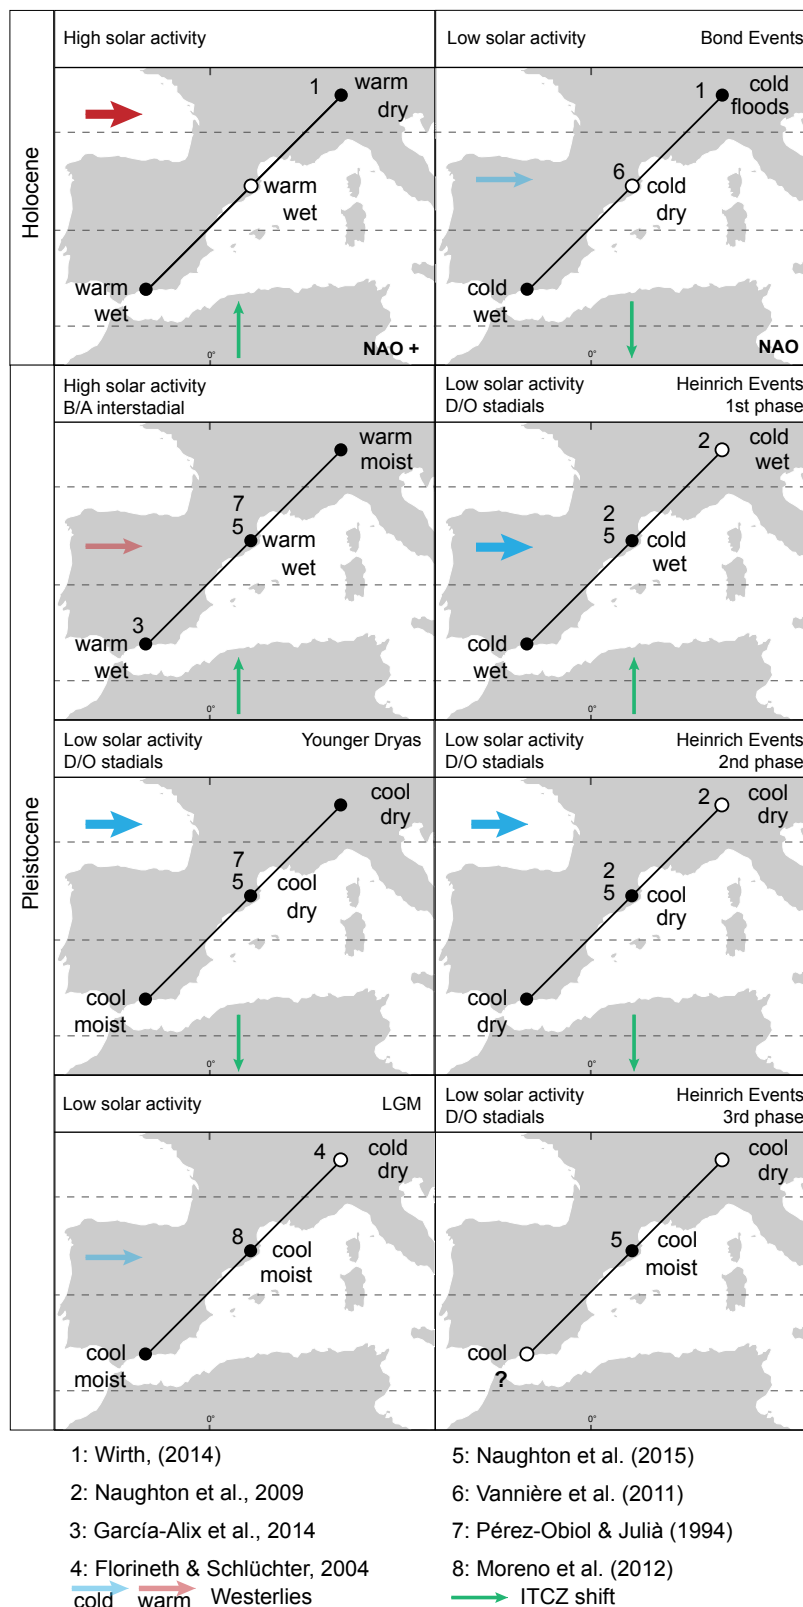 Holocene
High solar activity
1
warm
dry
warm
wet
warm
wet
0°
NAO +
Low solar activity
Bond Events
1
cold
floods
6
cold
dry
cold
wet
0°
NAO
Pleistocene
High solar activity
B/A interstadial
warm
moist
7
5
warm
wet
3
warm
wet
0°
Low solar activity
D/O stadials
Heinrich Events
1st phase
2
cold
wet
2
5
cold
wet
cold
wet
0°
Low solar activity
D/O stadials
Younger Dryas
cool
dry
7
5
cool
dry
cool
moist
0°
Low solar activity
D/O stadials
Heinrich Events
2nd phase
2
cool
dry
2
5
cool
dry
cool
dry
0°
Low solar activity
LGM
4
cold
dry
8
cool
moist
cool
moist
0°
Low solar activity
D/O stadials
Heinrich Events
3rd phase
cool
dry
5
cool
moist
cool
?
0°
1: Wirth, (2014)
2: Naughton et al., 2009
3: García-Alix et al., 2014
4: Florineth & Schlüchter, 2004
cold warm Westerlies
5: Naughton et al. (2015)
6: Vannière et al. (2011)
7: Pérez-Obiol & Julià (1994)
8: Moreno et al. (2012)
ITCZ shift